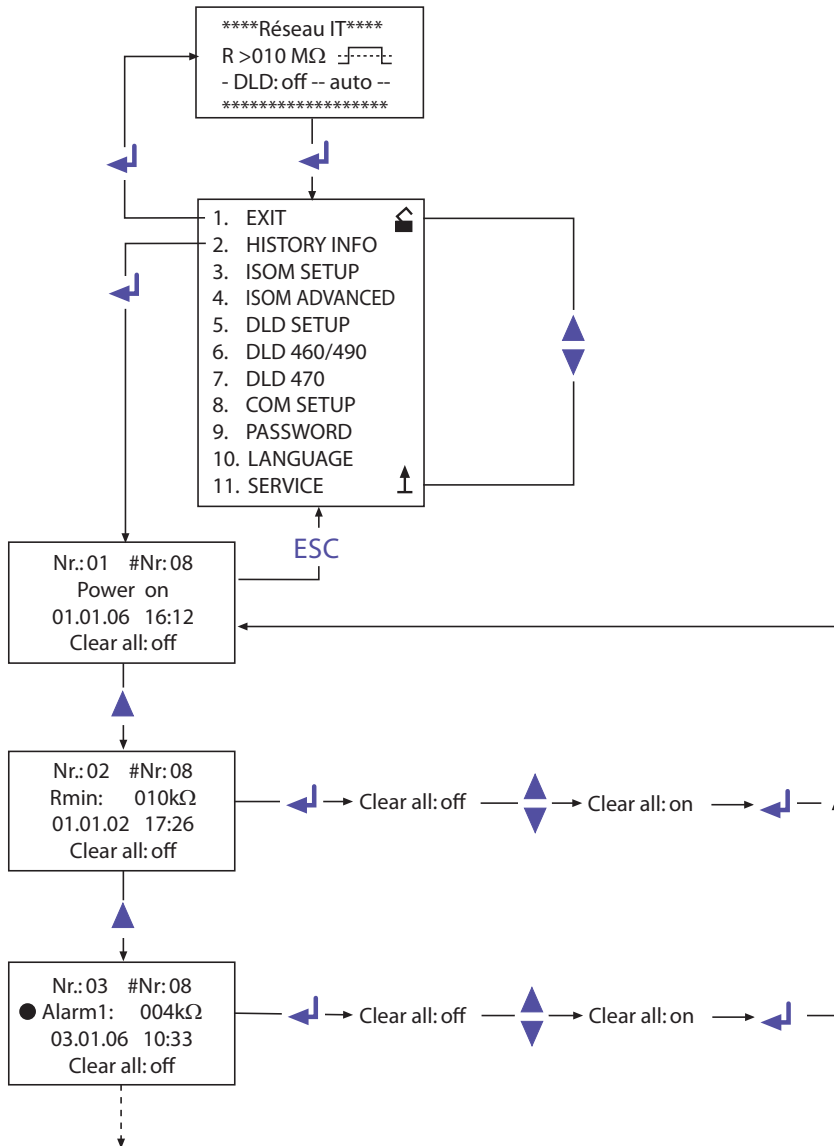 ****Réseau IT****
R >010 MΩ
- DLD: off -- auto --
******************
1. EXIT
2. HISTORY INFO
3. ISOM SETUP
4. ISOM ADVANCED
5. DLD SETUP
6. DLD 460/490
7. DLD 470
8. COM SETUP
9. PASSWORD
10. LANGUAGE
11. SERVICE
ESC
Nr.: 01 #Nr: 08
Power on
01.01.06 16:12
Clear all: off
Nr.: 02 #Nr: 08
Rmin: 010kΩ
01.01.02 17:26
Clear all: off
Clear all: off
Clear all: on
Nr.: 03 #Nr: 08
Alarm1: 004kΩ
03.01.06 10:33
Clear all: off
Clear all: off
Clear all: on